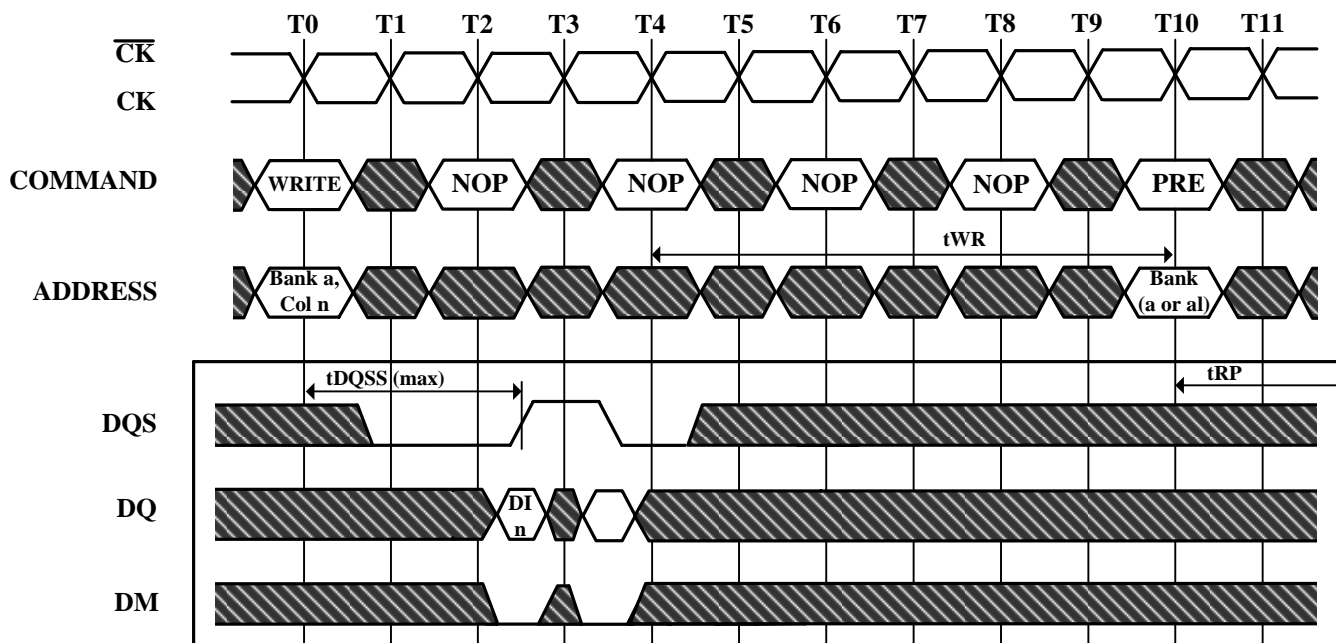 T0 T1 T2 T3 T4 T5 T6 T7 T8 T9 T10 T11
CK
CK
COMMAND WRITE NOP NOP NOP NOP PRE
tWR
ADDRESS Bank a, Col n Bank (a or al)
tDQSS (max) tRP
DQS
DQ DI n
DM